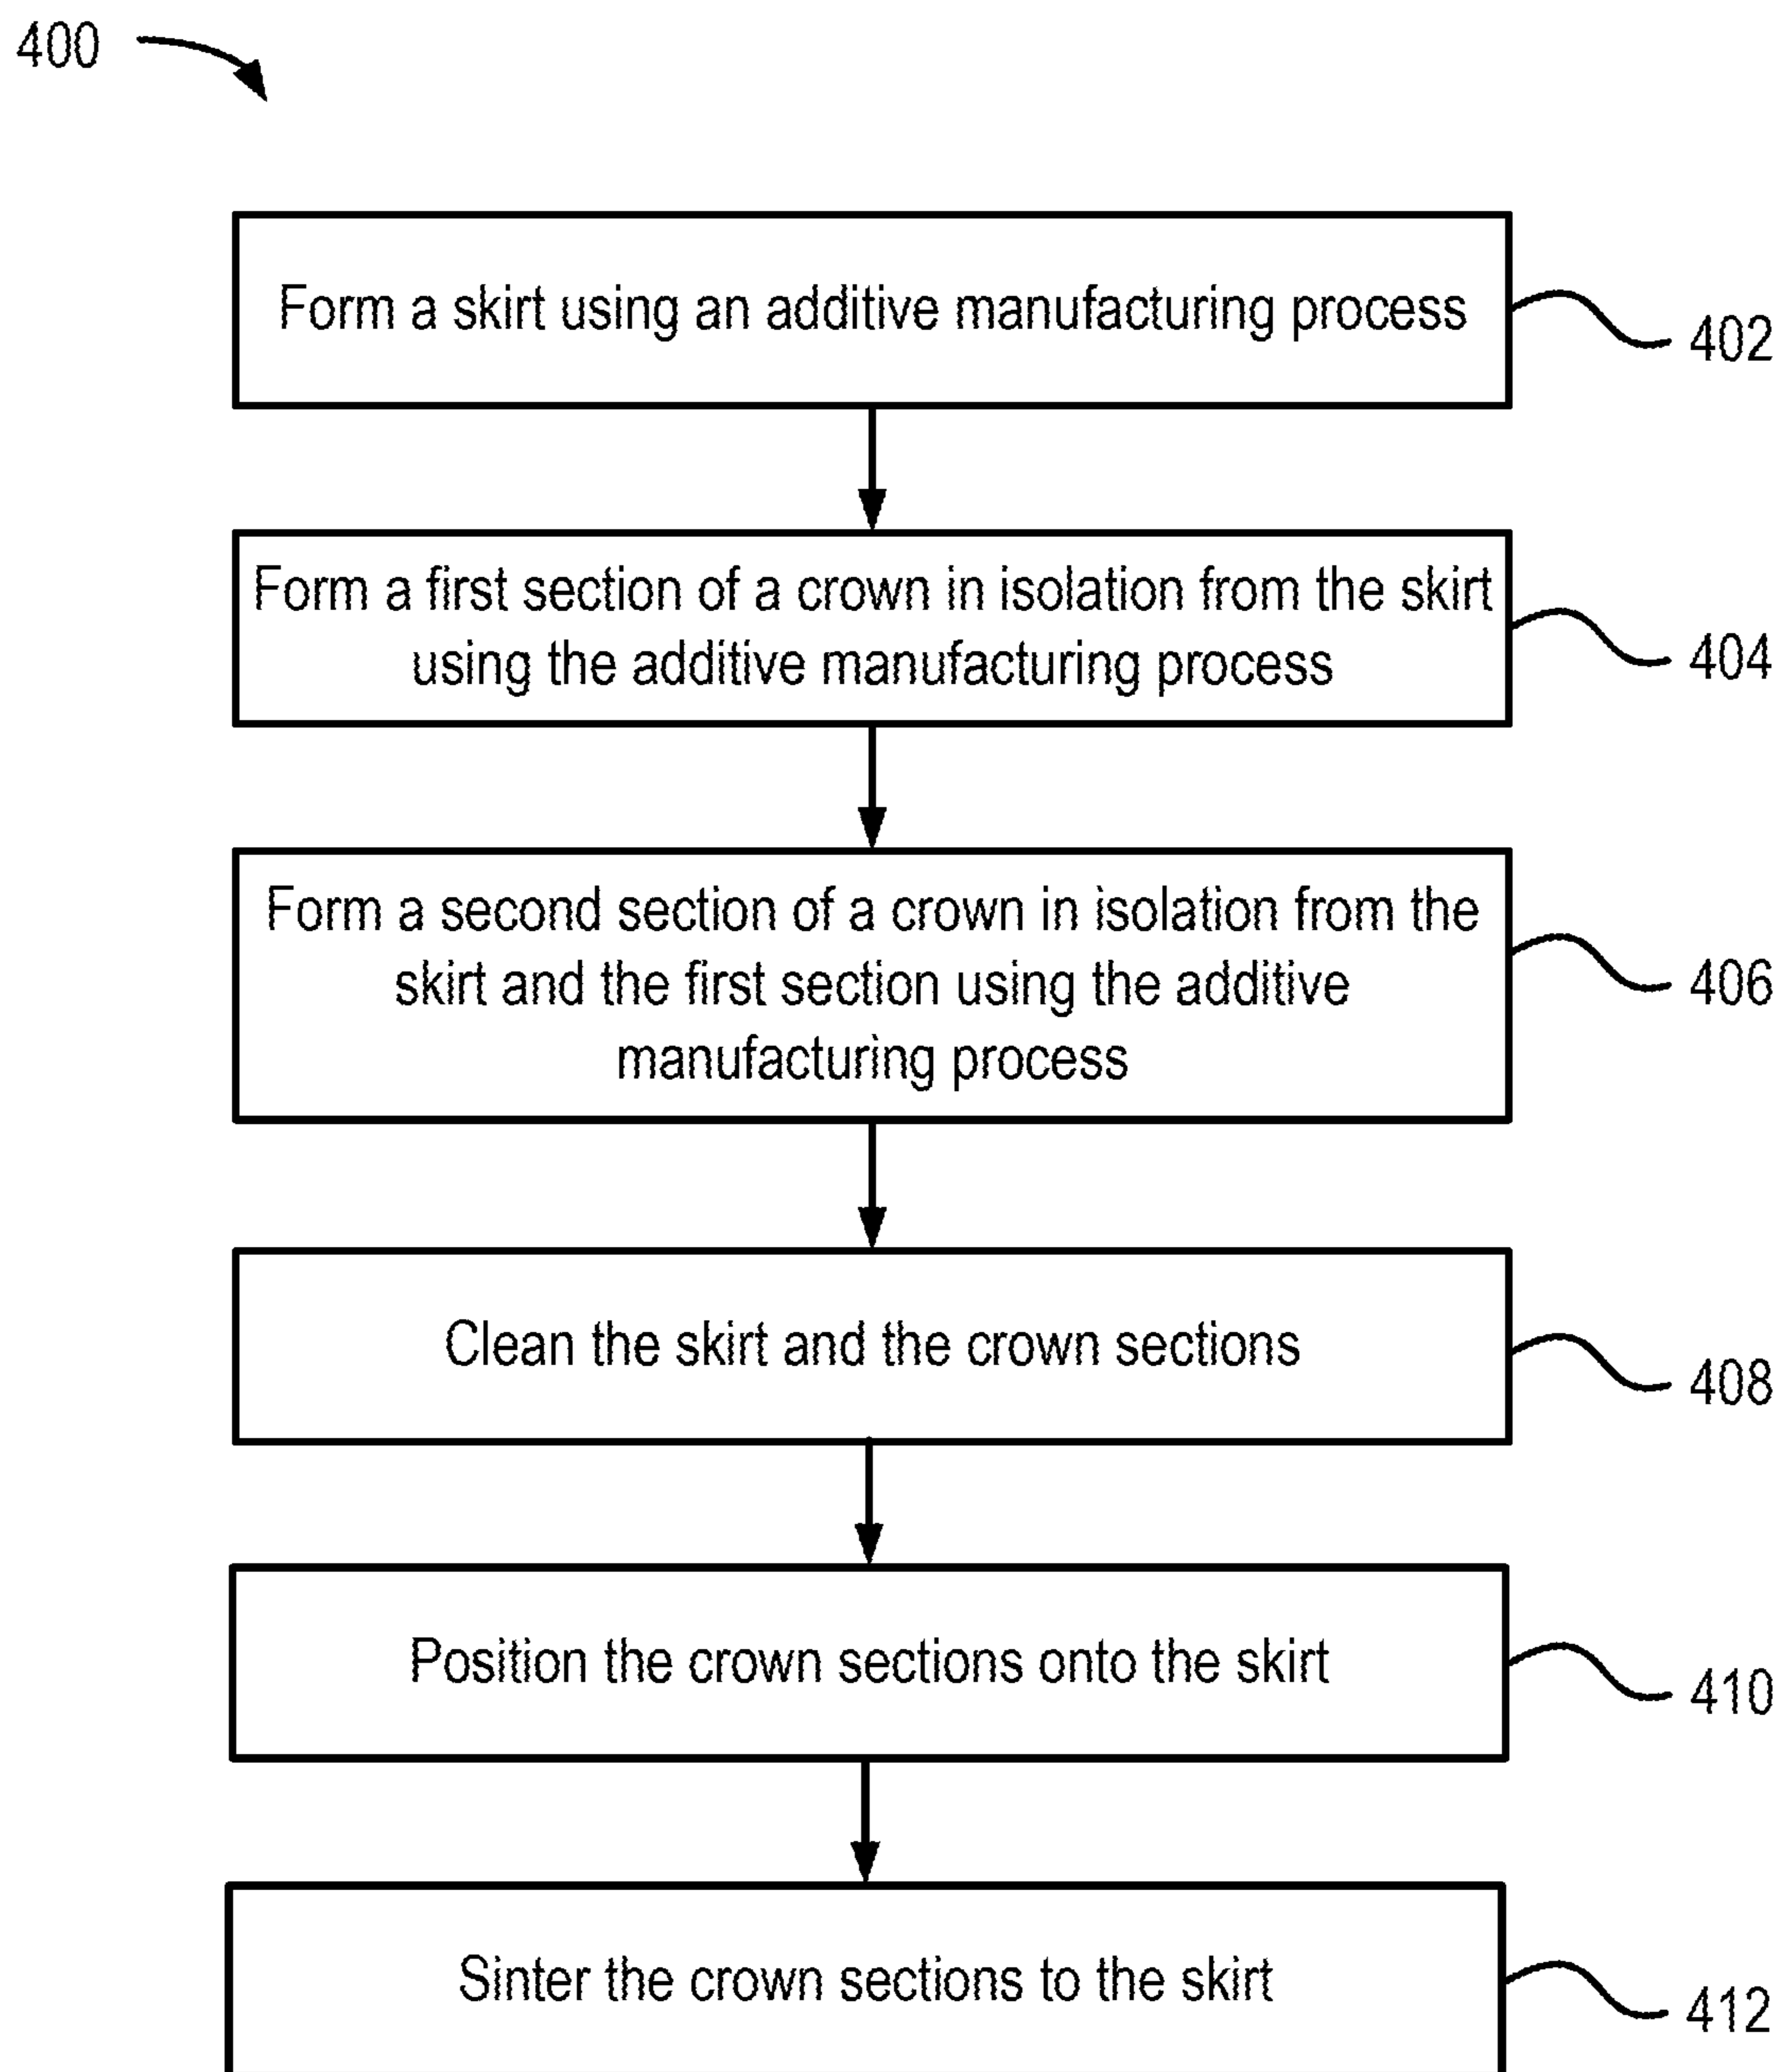 400
Form a skirt using an additive manufacturing process
402
Form a first section of a crown in isolation from the skirt
using the additive manufacturing process
404
Form a second section of a crown in isolation from the
skirt and the first section using the additive
manufacturing process
406
Clean the skirt and the crown sections
408
Position the crown sections onto the skirt
410
Sinter the crown sections to the skirt
412